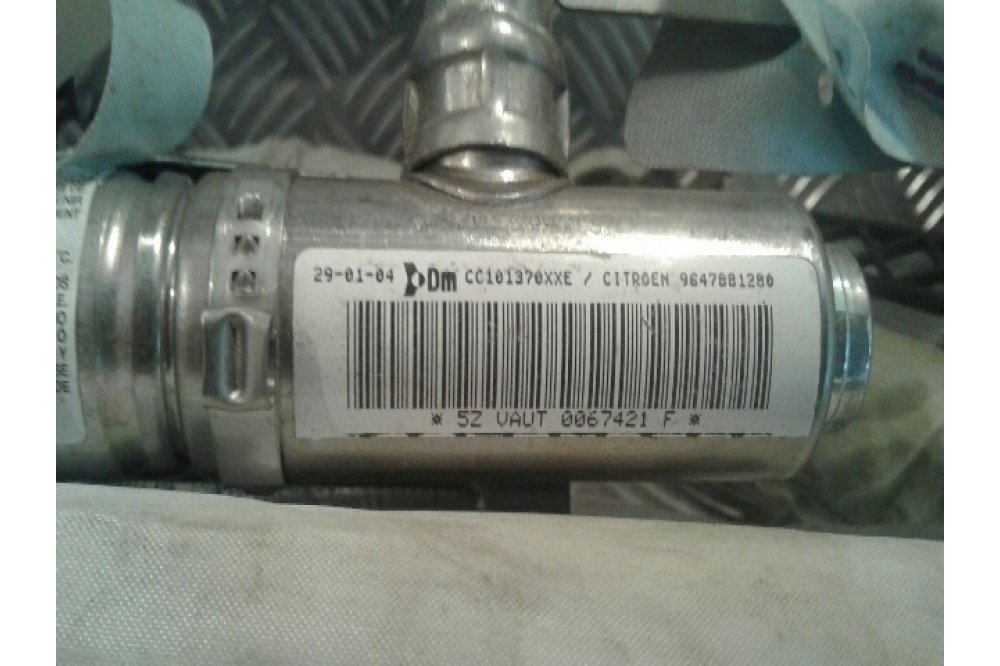 29-01-04 Dm CC101370XXE / CITROEN 9647881280
* 5Z VAUT 0067421 F *